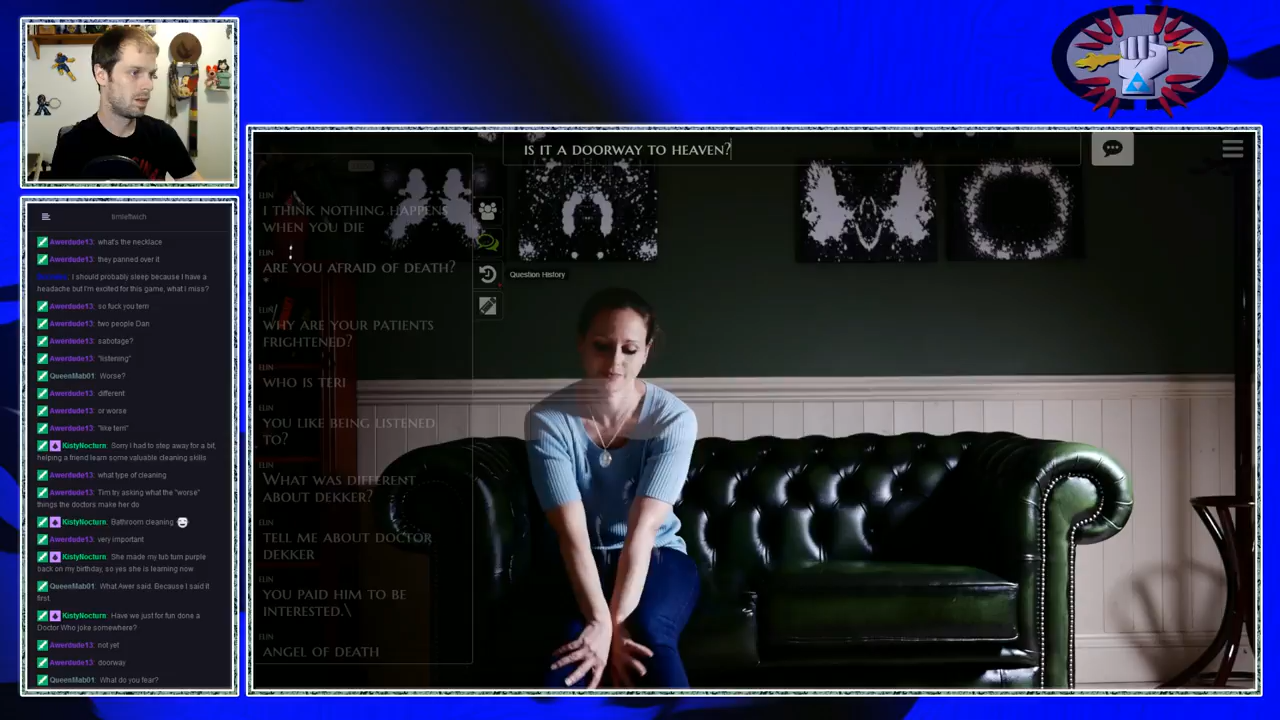 IS IT A DOORWAY TO HEAVEN?
ELIN
I THINK NOTHING HAPPENS
WHEN YOU DIE
ELIN
ARE YOU AFRAID OF DEATH?
ELIN
WHY ARE YOUR PATIENTS
FRIGHTENED?
ELIN
WHO IS TERI
ELIN
YOU LIKE BEING LISTENED
TO?
ELIN
WHAT WAS DIFFERENT
ABOUT DEKKER?
ELIN
TELL ME ABOUT DOCTOR
DEKKER
ELIN
YOU PAID HIM TO BE
INTERESTED.\
ELIN
ANGEL OF DEATH
Question History
Awerdude13: what's the necklace
Awerdude13: they panned over it
I should probably sleep because I have a
headache but I'm excited for this game, what I miss?
Awerdude13: so fuck you tem
Awerdude13: two people Dan
Awerdude13: sabotage?
Awerdude13: "listening"
QueenMab01: Worse?
Awerdude13: different
Awerdude13: or worse
Awerdude13: "like terri"
KistyNocturn: Sorry I had to step away for a bit,
helping a friend learn some valuable cleaning skills
Awerdude13: what type of cleaning
Awerdude13: Tim try asking what the "worse"
things the doctors make her do
KistyNocturn: Bathroom cleaning
Awerdude13: very important
KistyNocturn: She made my tub turn purple
back on my birthday, so yes she is learning now
QueenMab01: What Awer said. Because I said it
first.
KistyNocturn: Have we just for fun done a
Doctor Who joke somewhere?
Awerdude13: not yet
Awerdude13: doorway
QueenMab01: What do you fear?